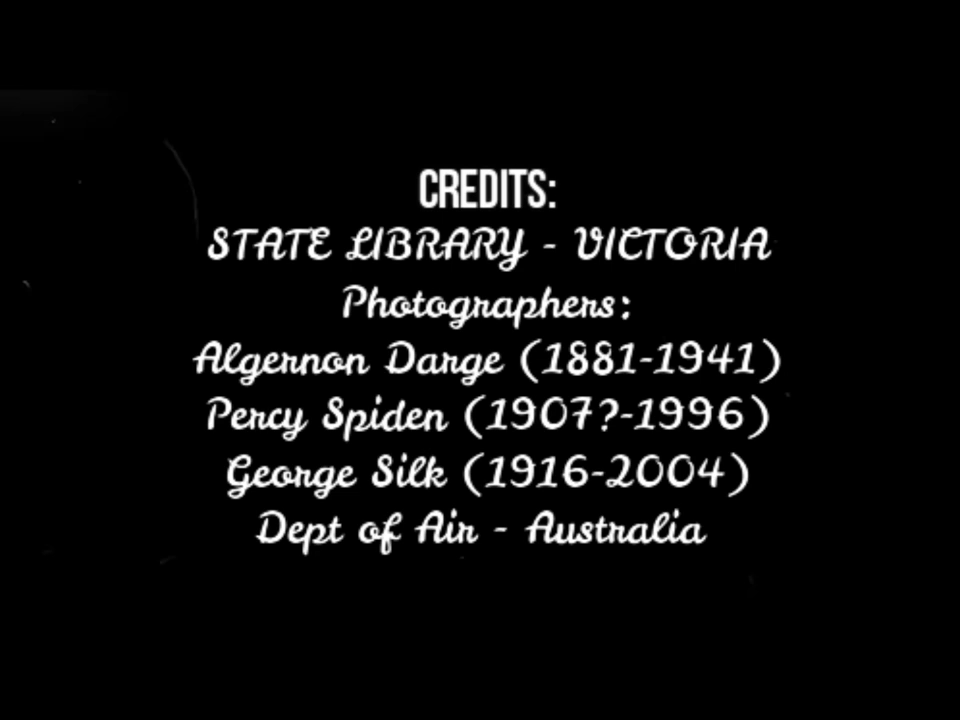 CREDITS:
STATE LIBRARY - VICTORIA
Photographers:
Algernon Darge (1881-1941)
Percy Spiden (1907?-1996)
George Silk (1916-2004)
Dept of Air - Australia